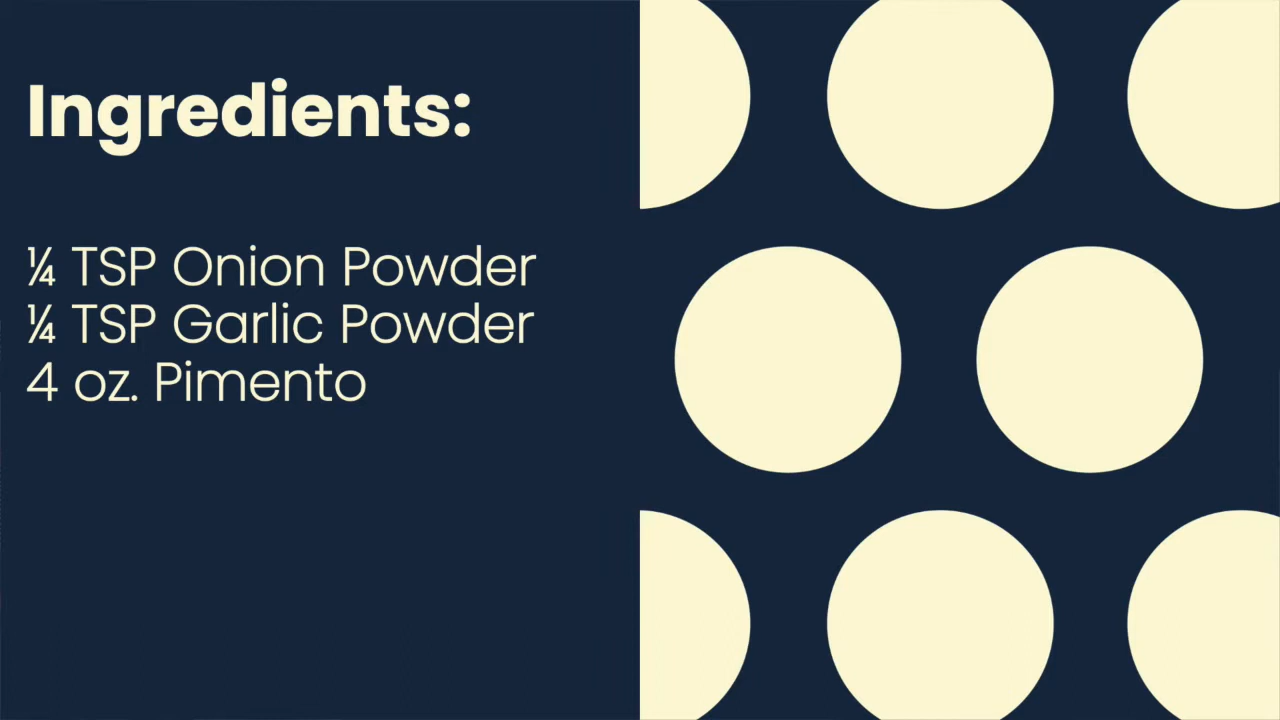 Ingredients:
¼ TSP Onion Powder
¼ TSP Garlic Powder
4 oz. Pimento